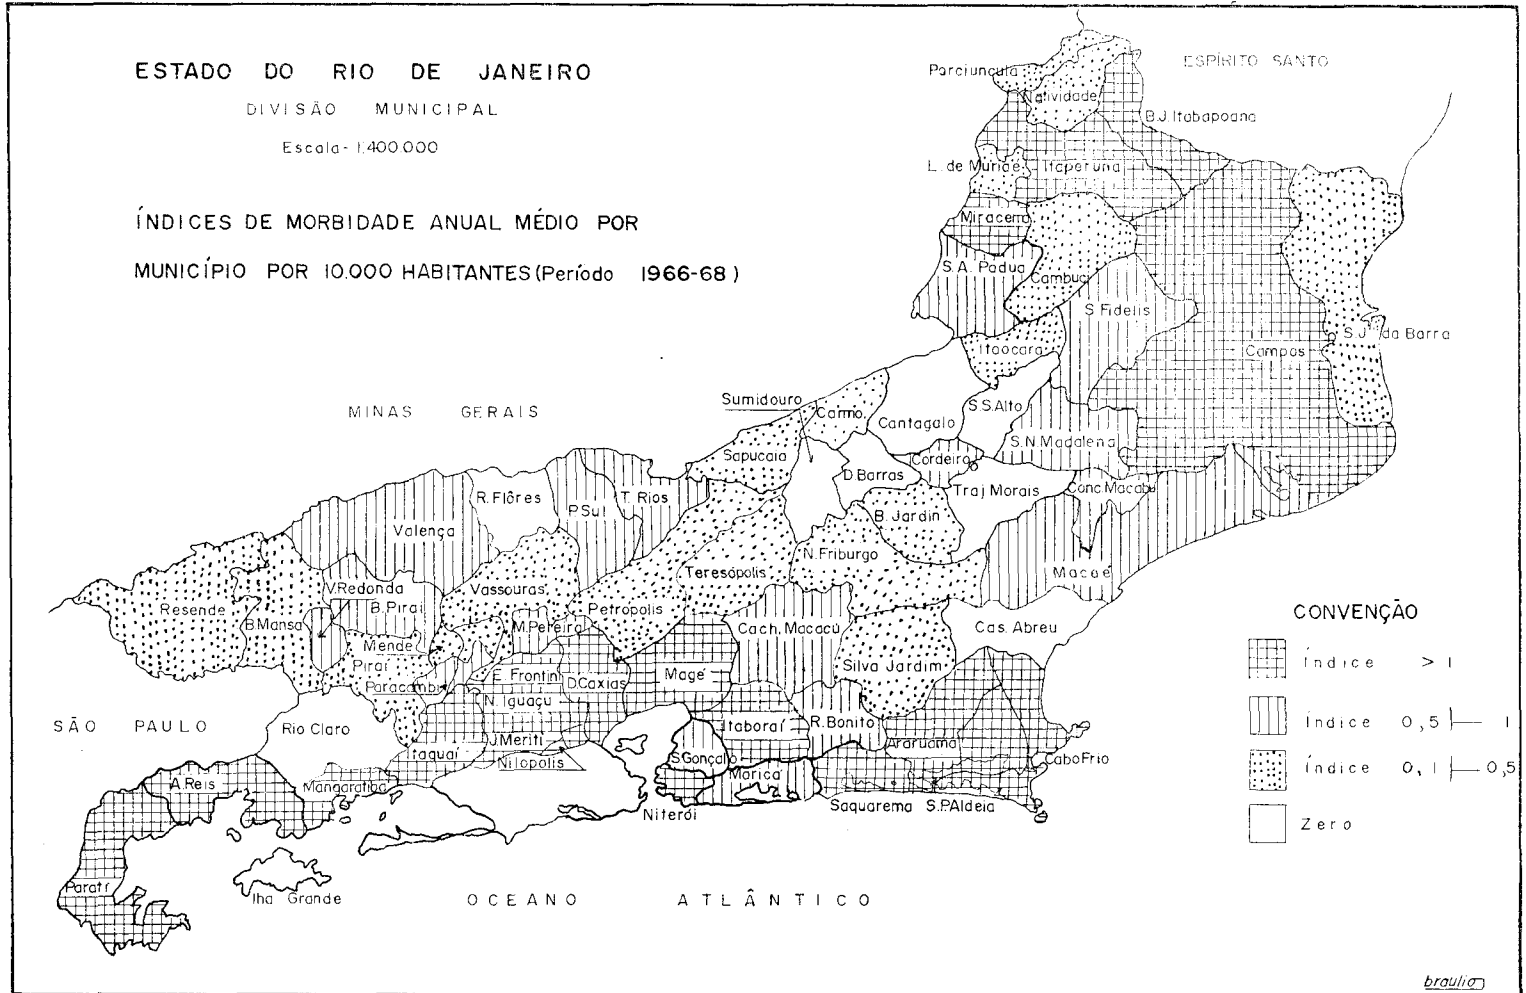 ESTADO DO RIO DE JANEIRO
DIVISÃO MUNICIPAL
Escala - 1:400.000
ÍNDICES DE MORBIDADE ANUAL MÉDIO POR
MUNICÍPIO POR 10.000 HABITANTES (Período 1966-68)
ESPÍRITO SANTO
Porciuncula
Natividade
B.J. Itabapoana
L. de Muriaé
Itaperuna
Miracema
S.A. Padua
Cambuci
S. Fidelis
S.J. da Barra
Itaocara
Campos
MINAS GERAIS
Sumidouro
Carmo
Cantagalo
S.S. Alto
S.N. Madalena
Sapucaia
Cordeiro
D. Barras
Traj. Morais
Conc. Macabú
R. Flôres
P. Sul
T. Rios
Valença
B. Jardin
N. Friburgo
Teresópolis
Macaé
V. Redonda
Vassouras
Resende
B. Piraí
Petrópolis
B. Mansa
M. Pereira
Cach. Macacú
Cas. Abreu
Mende
Piraí
Silva Jardim
E. Frontin
D. Caxias
Magé
Paracambi
N. Iguaçu
SÃO PAULO
Rio Claro
Itaboraí
R. Bonito
J. Meriti
Araruama
Itaguaí
Nilopolis
S. Gonçalo
Cabo Frio
A. Reis
Mangaratiba
Maricá
Saquarema
S.P. Aldeia
Niterói
Paratí
Ilha Grande
OCEANO ATLÂNTICO
CONVENÇÃO
Índice > 1
Índice 0,5 ├─ 1
Índice 0,1 ├─ 0,5
Zero
braulio